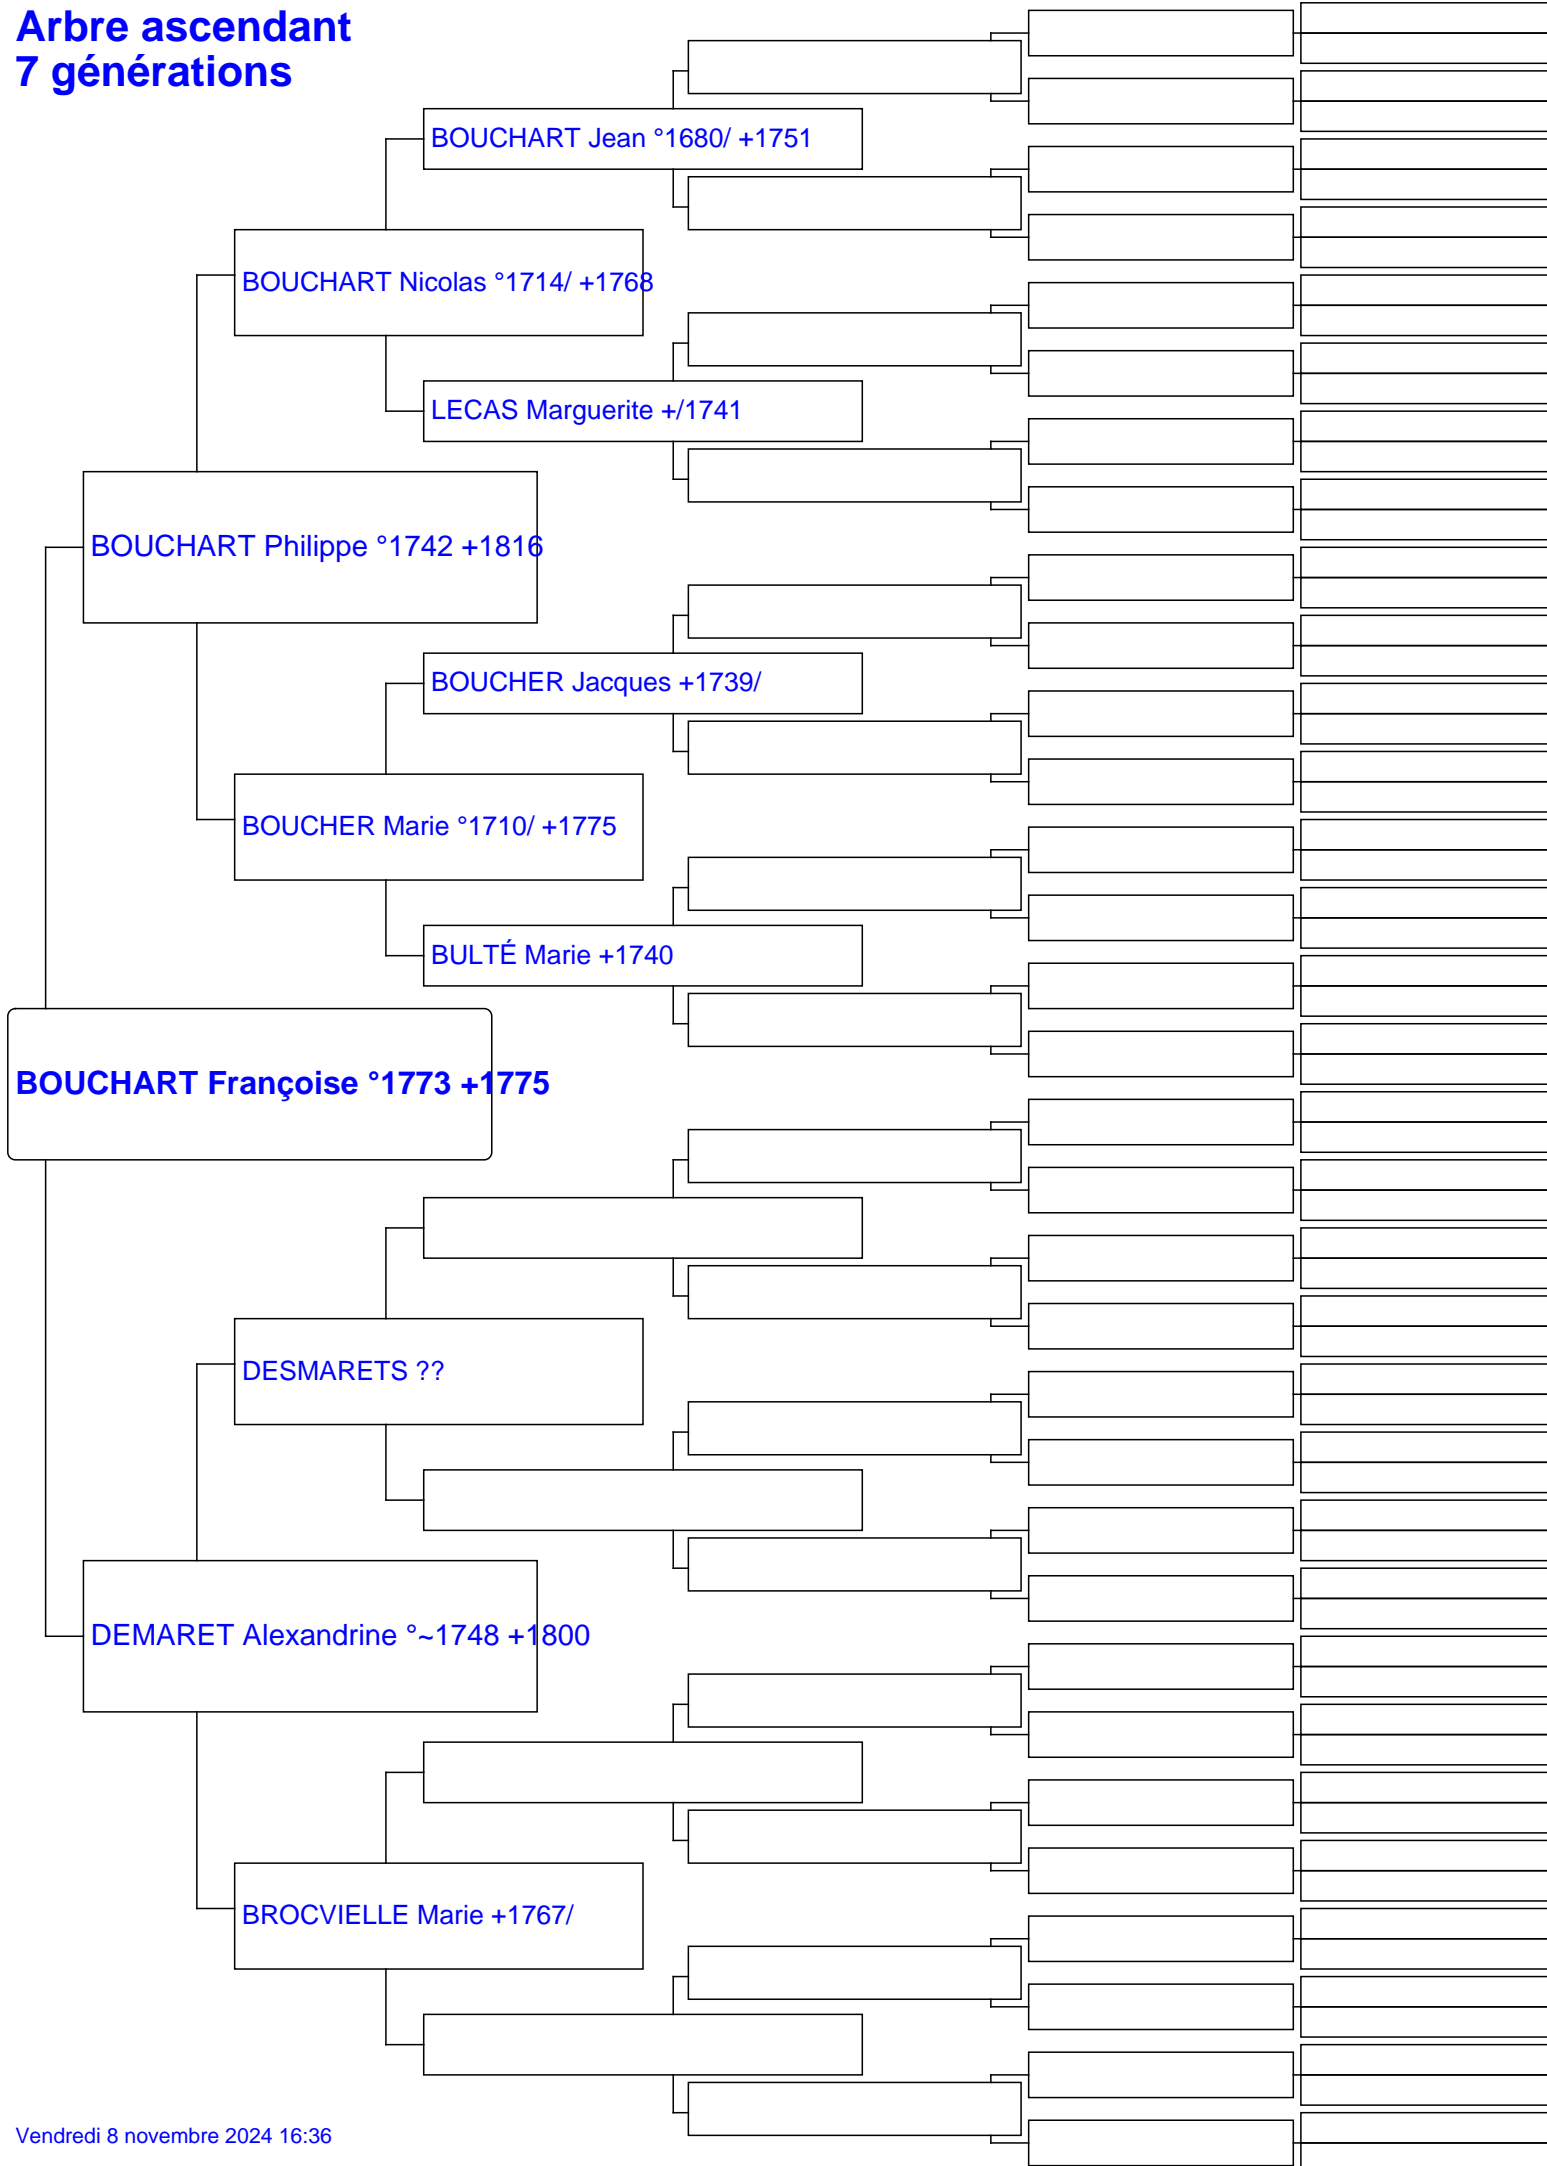 Arbre ascendant
7 générations
BOUCHART Jean °1680/ +1751
BOUCHART Nicolas °1714/ +1768
LECAS Marguerite +/1741
BOUCHART Philippe °1742 +1816
BOUCHER Jacques +1739/
BOUCHER Marie °1710/ +1775
BULTÉ Marie +1740
BOUCHART Françoise °1773 +1775
DESMARETS ??
DEMARET Alexandrine °~1748 +1800
BROCVIELLE Marie +1767/
Vendredi 8 novembre 2024 16:36